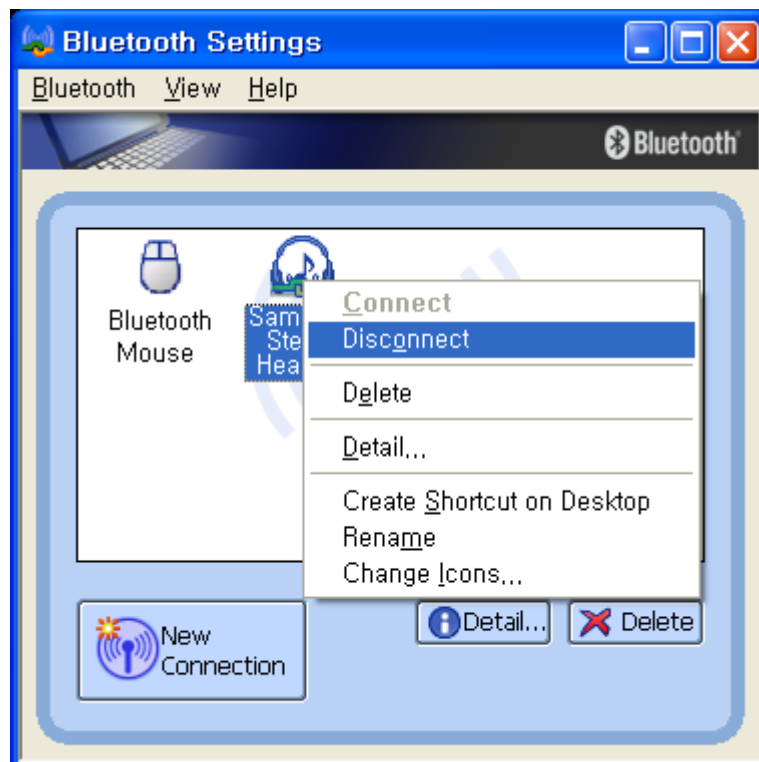 Bluetooth Settings
Bluetooth View Help
Bluetooth
Bluetooth
Mouse
Sam
Ste
Hea
Connect
Disconnect
Delete
Detail...
Create Shortcut on Desktop
Rename
Change Icons...
New
Connection
Detail...
Delete